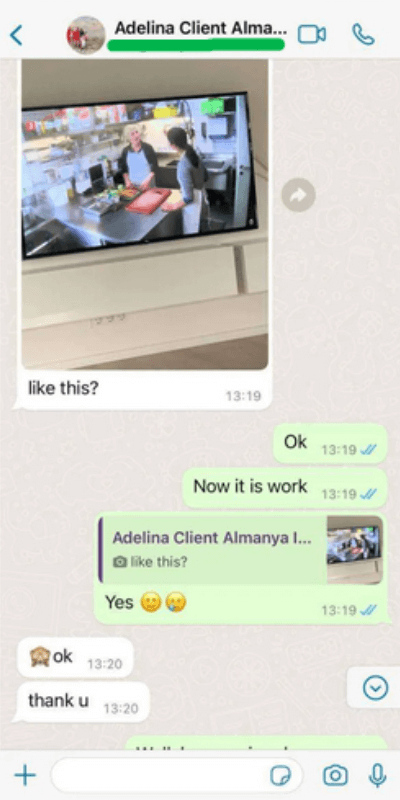 Adelina Client Alma...
like this?
13:19
Ok 13:19
Now it is work 13:19
Adelina Client Almanya I...
like this?
Yes 🙂🥲 13:19
🙈ok 13:20
thank u 13:20